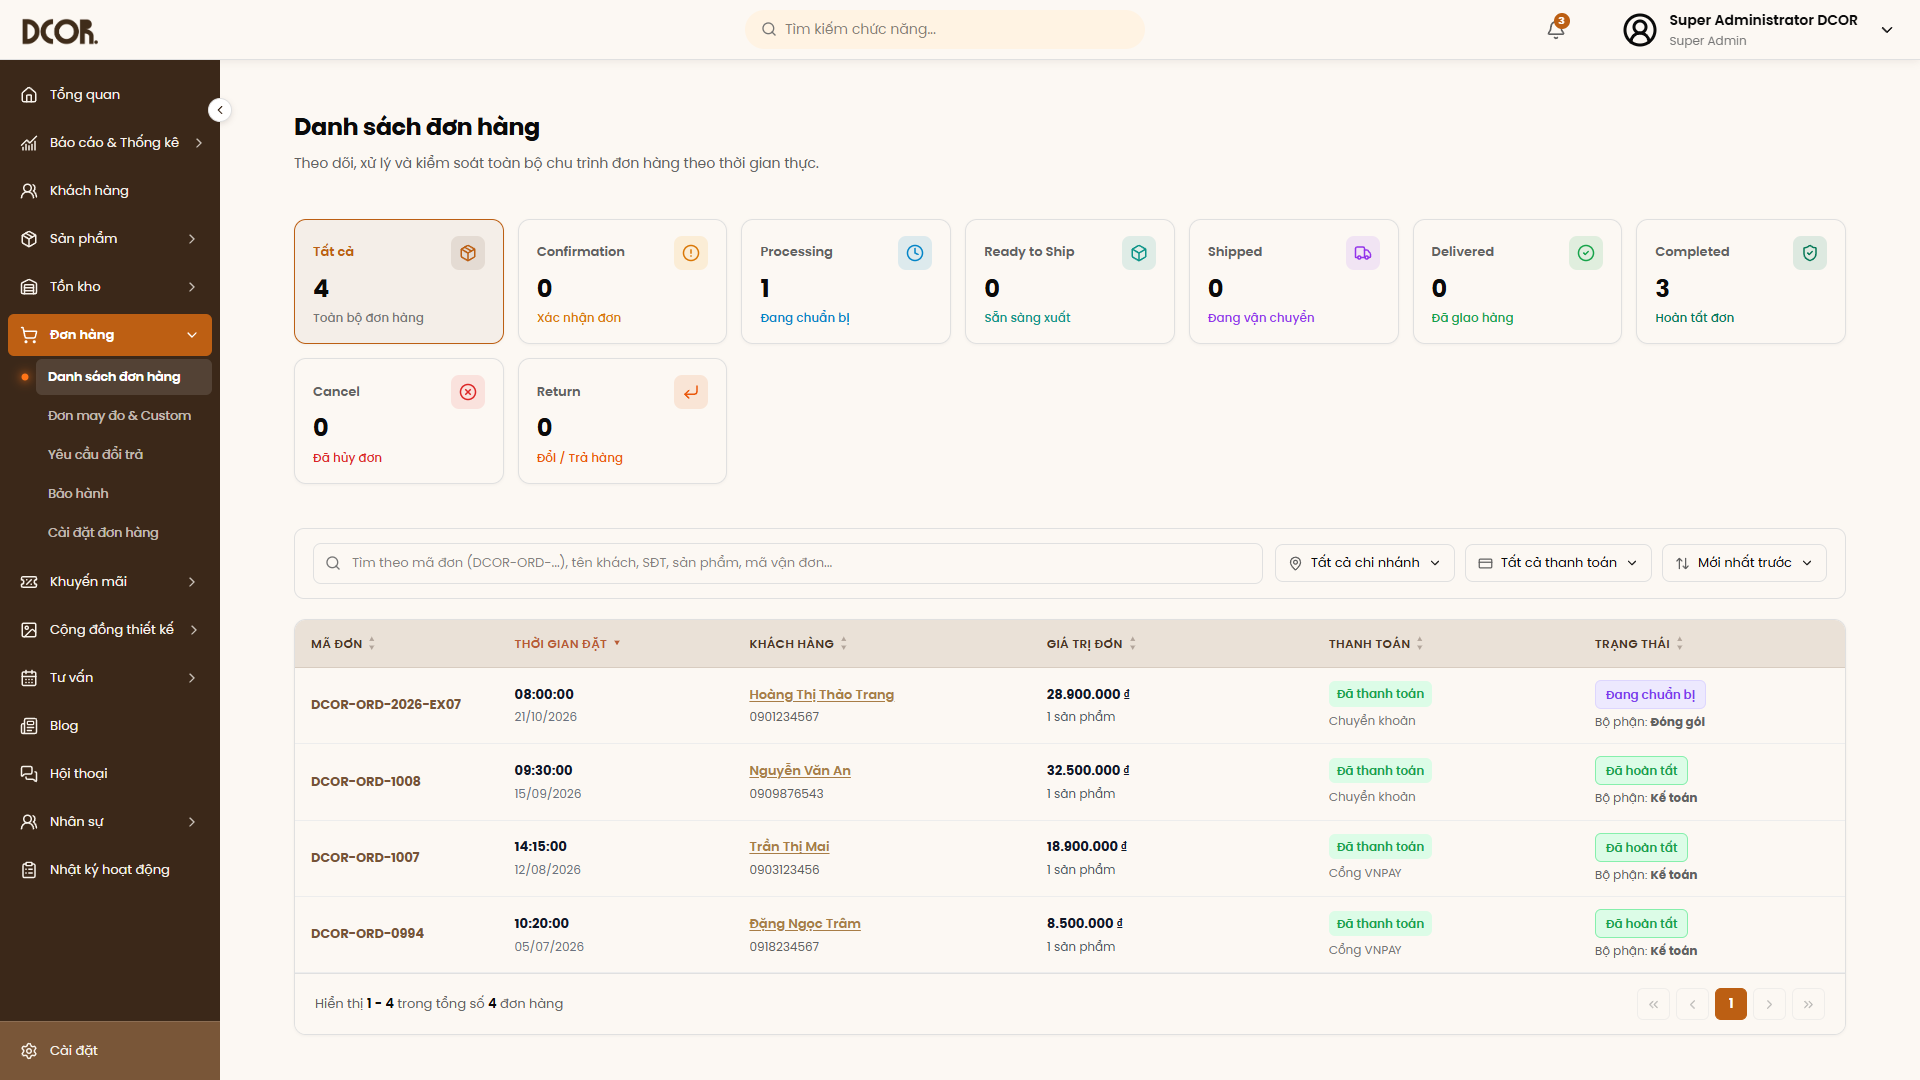 DCOR.
Tìm kiếm chức năng...
3
Super Administrator DCOR
Super Admin
Tổng quan
Báo cáo & Thống kê
Khách hàng
Sản phẩm
Tồn kho
Đơn hàng
Danh sách đơn hàng
Đơn may đo & Custom
Yêu cầu đổi trả
Bảo hành
Cài đặt đơn hàng
Khuyến mãi
Cộng đồng thiết kế
Tư vấn
Blog
Hội thoại
Nhân sự
Nhật ký hoạt động
Cài đặt
Danh sách đơn hàng
Theo dõi, xử lý và kiểm soát toàn bộ chu trình đơn hàng theo thời gian thực.
Tất cả
4
Toàn bộ đơn hàng
Confirmation
0
Xác nhận đơn
Processing
1
Đang chuẩn bị
Ready to Ship
0
Sẵn sàng xuất
Shipped
0
Đang vận chuyển
Delivered
0
Đã giao hàng
Completed
3
Hoàn tất đơn
Cancel
0
Đã hủy đơn
Return
0
Đổi / Trả hàng
Tìm theo mã đơn (DCOR-ORD-...), tên khách, SĐT, sản phẩm, mã vận đơn...
Tất cả chi nhánh
Tất cả thanh toán
Mới nhất trước
MÃ ĐƠN THỜI GIAN ĐẶT KHÁCH HÀNG GIÁ TRỊ ĐƠN THANH TOÁN TRẠNG THÁI
DCOR-ORD-2026-EX07
08:00:00
21/10/2026
Hoàng Thị Thảo Trang
0901234567
28.900.000 ₫
1 sản phẩm
Đã thanh toán
Chuyển khoản
Đang chuẩn bị
Bộ phận: Đóng gói
DCOR-ORD-1008
09:30:00
15/09/2026
Nguyễn Văn An
0909876543
32.500.000 ₫
1 sản phẩm
Đã thanh toán
Chuyển khoản
Đã hoàn tất
Bộ phận: Kế toán
DCOR-ORD-1007
14:15:00
12/08/2026
Trần Thị Mai
0903123456
18.900.000 ₫
1 sản phẩm
Đã thanh toán
Cổng VNPAY
Đã hoàn tất
Bộ phận: Kế toán
DCOR-ORD-0994
10:20:00
05/07/2026
Đặng Ngọc Trâm
0918234567
8.500.000 ₫
1 sản phẩm
Đã thanh toán
Cổng VNPAY
Đã hoàn tất
Bộ phận: Kế toán
Hiển thị 1 - 4 trong tổng số 4 đơn hàng
« ‹ 1 › »